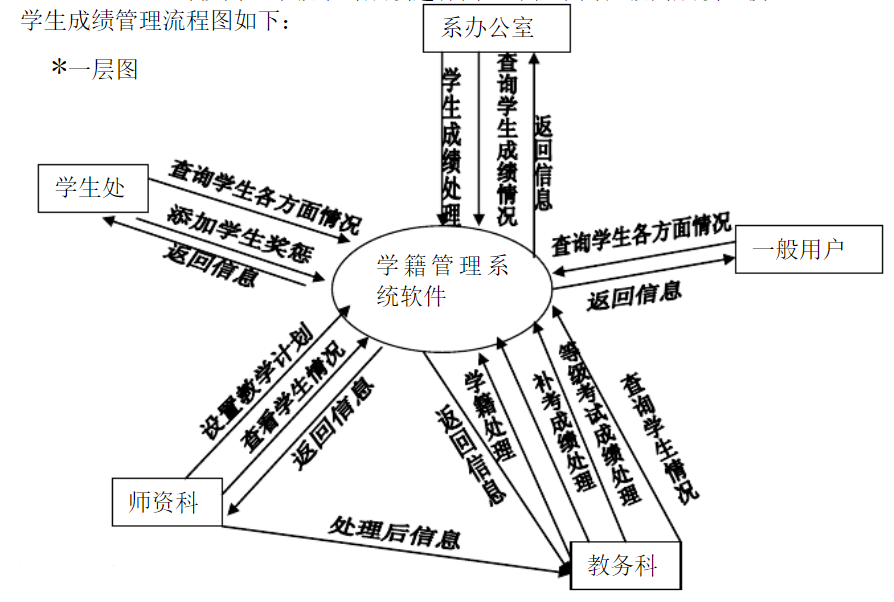 学生成绩管理流程图如下：
*一层图
系办公室
学生成绩处理
查询学生成绩情况
返回信息
学生处
查询学生各方面情况
添加学生奖惩
返回信息
学籍管理系
统软件
查询学生各方面情况
一般用户
返回信息
设置教学计划
查看学生情况
返回信息
返回信息
学籍处理
补考成绩处理
等级考试成绩处理
查询学生情况
师资科
处理后信息
教务科